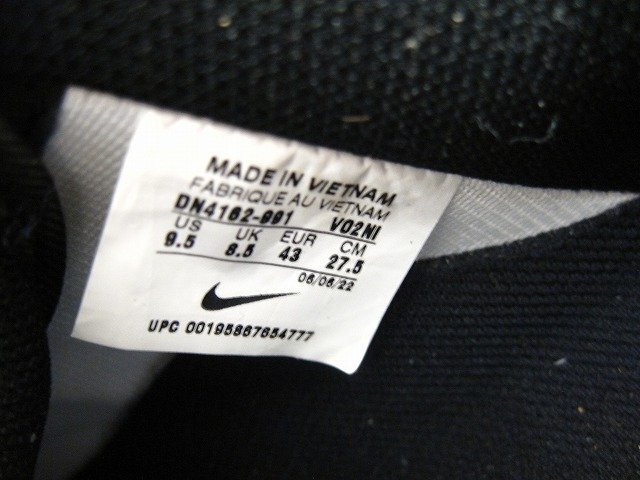 MADE IN VIETNAM
FABRIQUE AU VIETNAM
DN4162-001 V02NI
US UK EUR CM
9.5 8.5 43 27.5
06/06/22
UPC 00195867654777